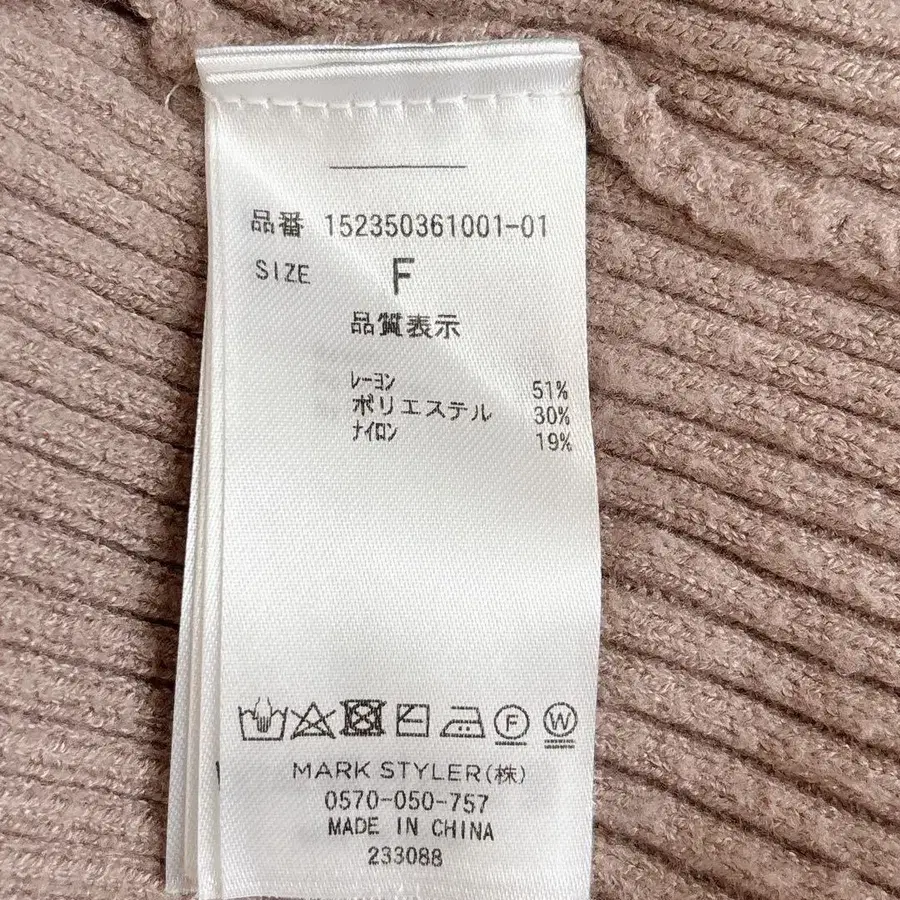 品番 152350361001-01
SIZE F
品質表示
ﾚｰﾖﾝ 51%
ポリエステル 30%
ﾅｲﾛﾝ 19%
F W
MARK STYLER(株)
0570-050-757
MADE IN CHINA
233088